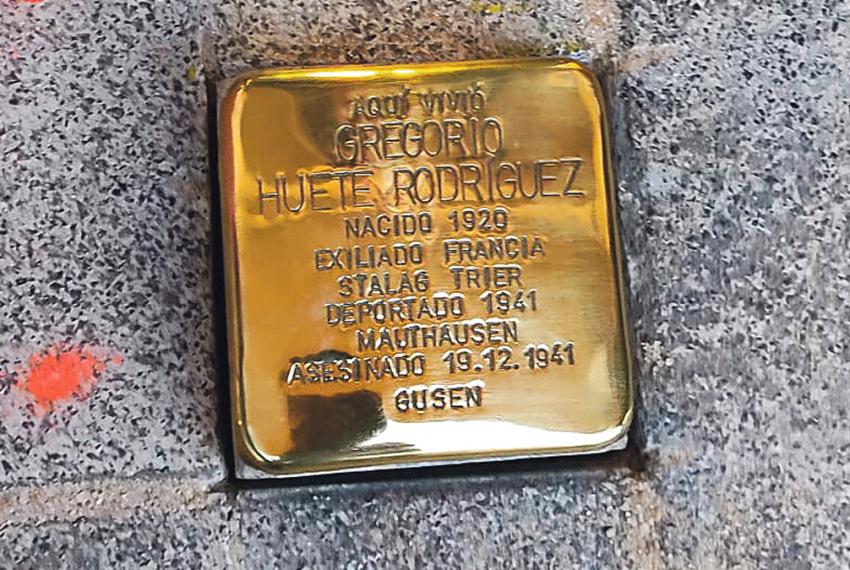 AQUÍ VIVIÓ
GREGORIO
HUETE RODRÍGUEZ
NACIDO 1920
EXILIADO FRANCIA
STALAG TRIER
DEPORTADO 1941
MAUTHAUSEN
ASESINADO 19.12.1941
GUSEN